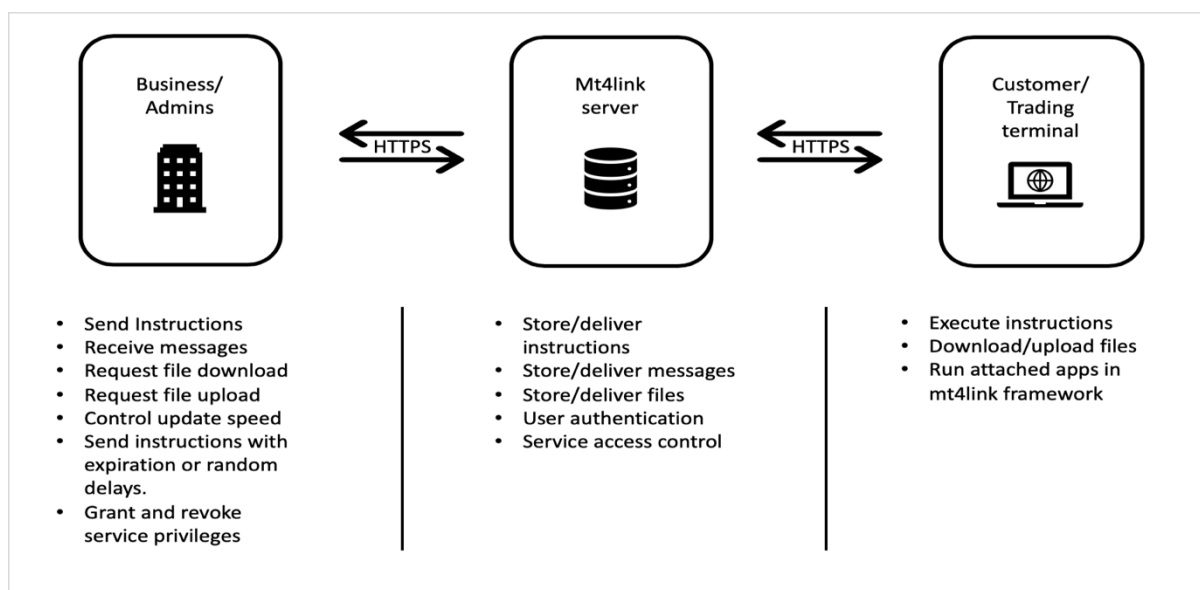 Business/
Admins
HTTPS
Mt4link
server
HTTPS
Customer/
Trading
terminal
• Send Instructions
• Receive messages
• Request file download
• Request file upload
• Control update speed
• Send instructions with
expiration or random
delays.
• Grant and revoke
service privileges
• Store/deliver
instructions
• Store/deliver messages
• Store/deliver files
• User authentication
• Service access control
• Execute instructions
• Download/upload files
• Run attached apps in
mt4link framework